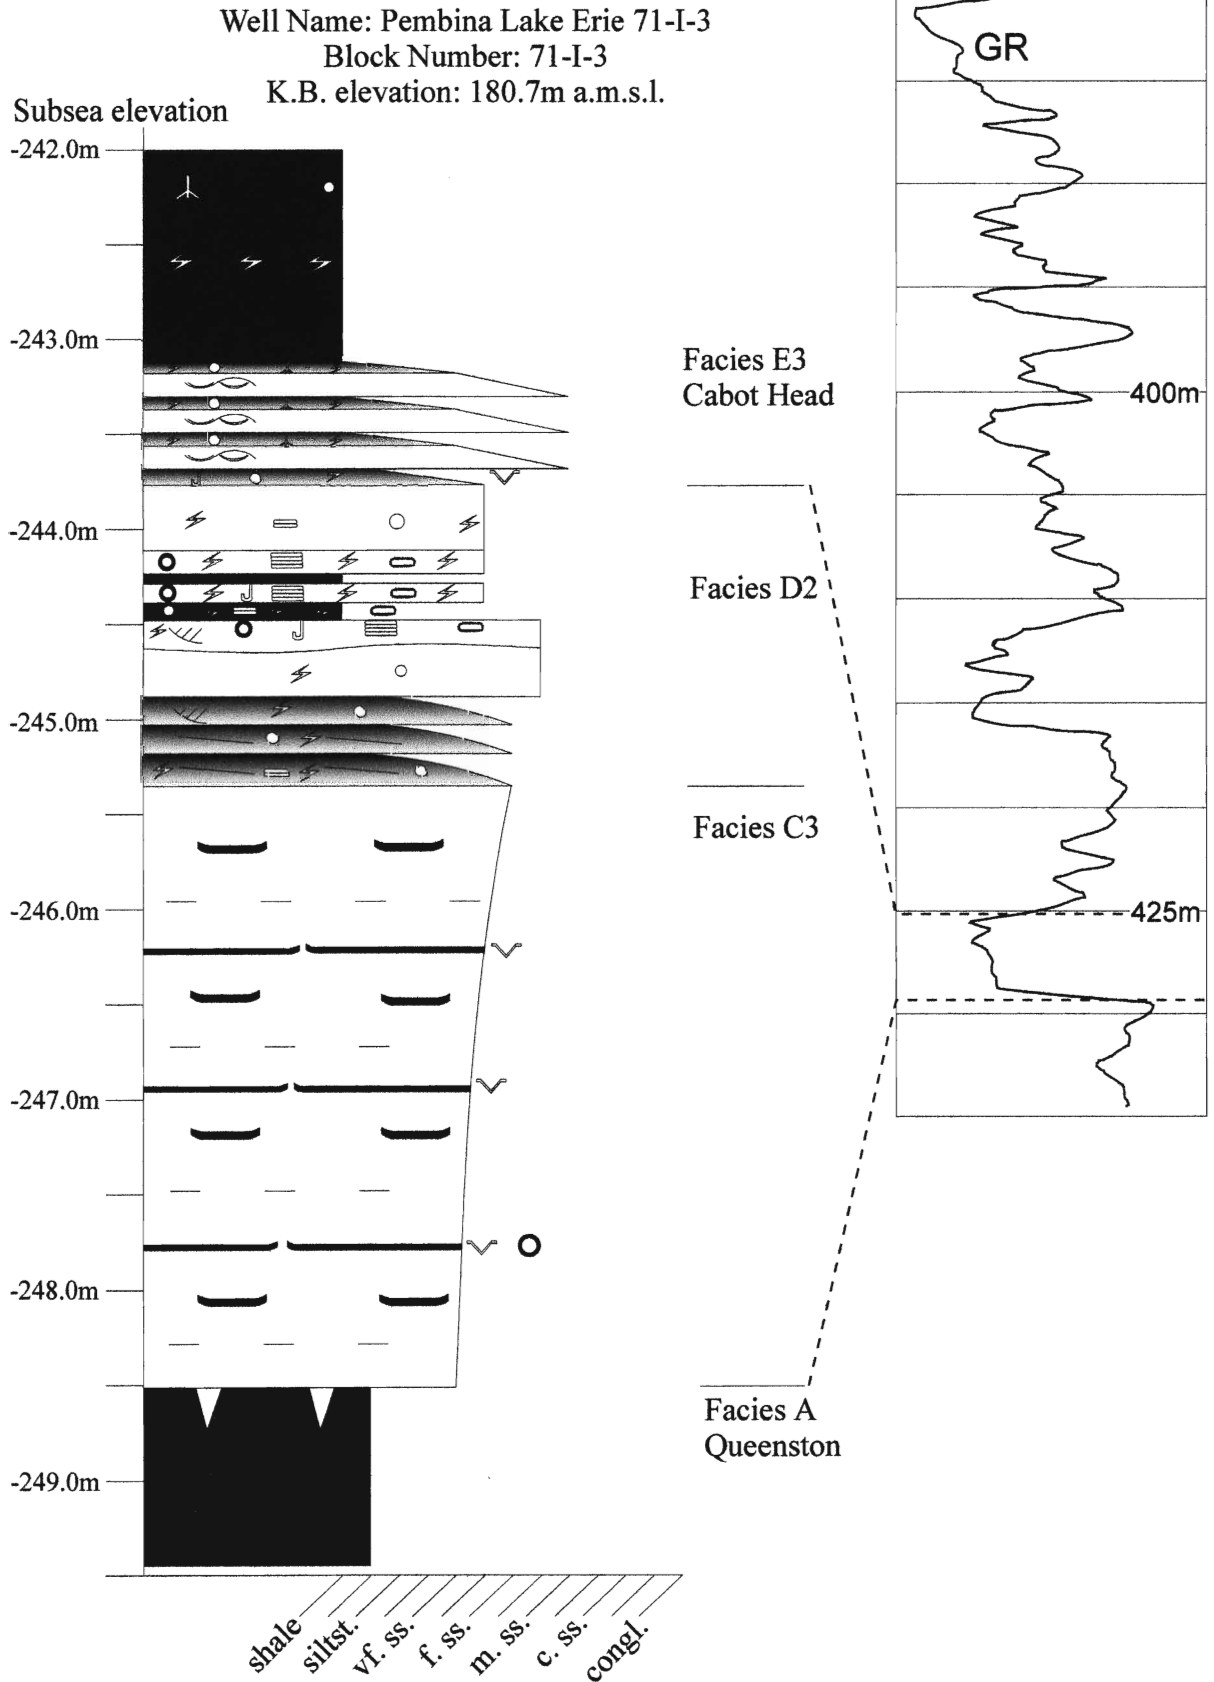 Well Name: Pembina Lake Erie 71-I-3
Block Number: 71-I-3
K.B. elevation: 180.7m a.m.s.l.
Subsea elevation
GR
-242.0m
-243.0m
Facies E3
Cabot Head
400m
-244.0m
Facies D2
-245.0m
Facies C3
-246.0m
425m
-247.0m
-248.0m
Facies A
Queenston
-249.0m
shale
siltst.
vf. ss.
f. ss.
m. ss.
c. ss.
congl.